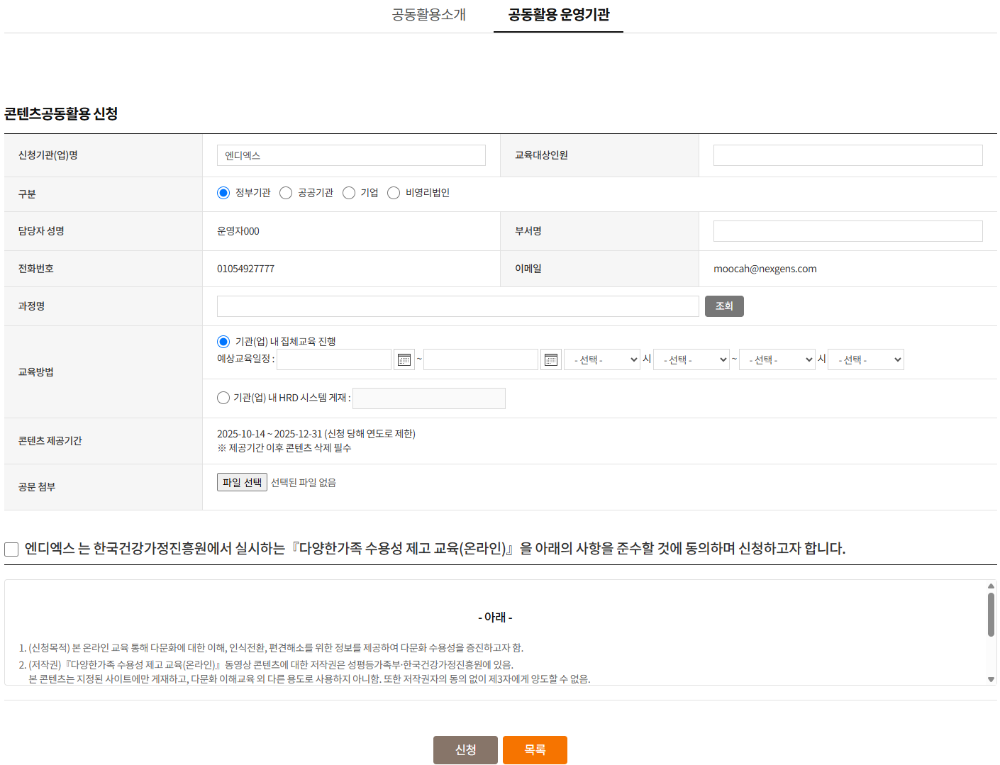 공동활용소개 공동활용 운영기관
콘텐츠공동활용 신청
신청기관(업)명 엔디엑스 교육대상인원
구분 정부기관 공공기관 기업 비영리법인
담당자 성명 운영자000 부서명
전화번호 01054927777 이메일 moocah@nexgens.com
과정명 조회
교육방법
기관(업) 내 집체교육 진행
예상교육일정 : ~ - 선택 - 시 - 선택 - ~ - 선택 - 시 - 선택 -
기관(업) 내 HRD 시스템 게재 :
콘텐츠 제공기간
2025-10-14 ~ 2025-12-31 (신청 당해 연도로 제한)
※ 제공기간 이후 콘텐츠 삭제 필수
공문 첨부 파일 선택 선택된 파일 없음
엔디엑스 는 한국건강가정진흥원에서 실시하는『다양한가족 수용성 제고 교육(온라인)』을 아래의 사항을 준수할 것에 동의하며 신청하고자 합니다.
- 아래 -
1. (신청목적) 본 온라인 교육 통해 다문화에 대한 이해, 인식전환, 편견해소를 위한 정보를 제공하여 다문화 수용성을 증진하고자 함.
2. (저작권)『다양한가족 수용성 제고 교육(온라인)』동영상 콘텐츠에 대한 저작권은 성평등가족부·한국건강가정진흥원에 있음.
본 콘텐츠는 지정된 사이트에만 게재하고, 다문화 이해교육 외 다른 용도로 사용하지 아니함. 또한 저작권자의 동의 없이 제3자에게 양도할 수 없음.
신청 목록